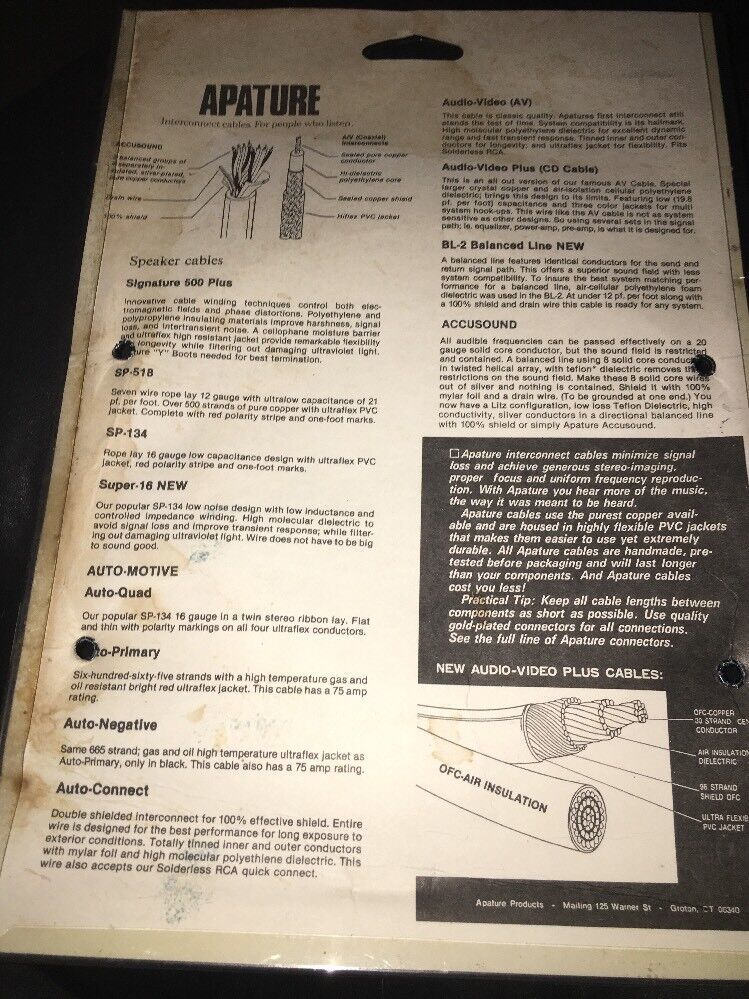 APATURE
Interconnect cables. For people who listen.
ACCUSOUND
balanced groups of
separately in-
sulated, silver-plated,
pure copper conductors
Drain wire
100% shield
A/V (Coaxial)
Interconnects
Sealed pure copper
conductor
Hi-dielectric
polyethylene core
Sealed copper shield
Hiflex PVC jacket
Speaker cables
Signature 500 Plus
Innovative cable winding techniques control both elec-
tromagnetic fields and phase distortions. Polyethylene and
polypropylene insulating materials improve harshness, signal
loss, and intertransient noise. A cellophane moisture barrier
and ultraflex high resistant jacket provide remarkable flexibility
longevity while filtering out damaging ultraviolet light.
"Y" Boots needed for best termination.
SP-518
Seven wire rope lay 12 gauge with ultralow capacitance of 21
pf. per foot. Over 500 strands of pure copper with ultraflex PVC
jacket. Complete with red polarity stripe and one-foot marks.
SP-134
Rope lay 16 gauge low capacitance design with ultraflex PVC
jacket, red polarity stripe and one-foot marks.
Super-16 NEW
Our popular SP-134 low noise design with low inductance and
controlled impedance winding. High molecular dielectric to
avoid signal loss and improve transient response; while filter-
ing out damaging ultraviolet light. Wire does not have to be big
to sound good.
AUTO-MOTIVE
Auto-Quad
Our popular SP-134 16 gauge in a twin stereo ribbon lay. Flat
and thin with polarity markings on all four ultraflex conductors.
to-Primary
Six-hundred-sixty-five strands with a high temperature gas and
oil resistant bright red ultraflex jacket. This cable has a 75 amp
rating.
Auto-Negative
Same 665 strand; gas and oil high temperature ultraflex jacket as
Auto-Primary, only in black. This cable also has a 75 amp rating.
Auto-Connect
Double shielded interconnect for 100% effective shield. Entire
wire is designed for the best performance for long exposure to
exterior conditions. Totally tinned inner and outer conductors
with mylar foil and high molecular polyethlene dielectric. This
wire also accepts our Solderless RCA quick connect.
Audio-Video (AV)
This cable is classic quality. Apatures first interconnect still
stands the test of time. System compatibility is its hallmark.
High molecular polyethylene dielectric for excellent dynamic
range and fast transient response. Tinned inner and outer con-
ductors for longevity; and ultraflex jacket for flexibility. Fits
Solderless RCA.
Audio-Video Plus (CD Cable)
This is an all out version of our famous AV Cable. Special
larger crystal copper and air-isolation cellular polyethylene
dielectric; brings this design to its limits. Featuring low (19.8
pf. per foot) capacitance and three color jackets for multi
system hook-ups. This wire like the AV cable is not as system
sensitive as other designs. So using several sets in the signal
path; ie. equalizer, power-amp, pre-amp, is what it is designed for.
BL-2 Balanced Line NEW
A balanced line features identical conductors for the send and
return signal path. This offers a superior sound field with less
system compatibility. To insure the best system matching per-
formance for a balanced line, air-cellular polyethylene foam
dielectric was used in the BL-2. At under 12 pf. per foot along with
a 100% shield and drain wire this cable is ready for any system.
ACCUSOUND
All audible frequencies can be passed effectively on a 20
gauge solid core conductor, but the sound field is restricted
and contained. A balanced line using 8 solid core
in twisted helical array, with teflon* dielectric removes
restrictions on the sound field. Make these 8 solid core wires
out of silver and nothing is contained. Shield it with 100%
mylar foil and a drain wire. (To be grounded at one end.) You
now have a Litz configuration, low loss Teflon Dielectric, high
conductivity, silver conductors in a directional balanced line
with 100% shield or simply Apature Accusound.
☐ Apature interconnect cables minimize signal
loss and achieve generous stereo-imaging,
proper focus and uniform frequency reproduc-
tion. With Apature you hear more of the music,
the way it was meant to be heard.
Apature cables use the purest copper avail-
able and are housed in highly flexible PVC jackets
that makes them easier to use yet extremely
durable. All Apature cables are handmade, pre-
tested before packaging and will last longer
than your components. And Apature cables
cost you less!
Practical Tip: Keep all cable lengths between
components as short as possible. Use quality
gold-plated connectors for all connections.
See the full line of Apature connectors.
NEW AUDIO-VIDEO PLUS CABLES:
OFC-COPPER
30 STRAND CE
CONDUCTOR
AIR INSULATION
DIELECTRIC
96 STRAND
SHIELD OFC
ULTRA FLEXIB
PVC JACKET
OFC-AIR INSULATION
Apature Products - Mailing 125 Warner St - Groton, CT 06340